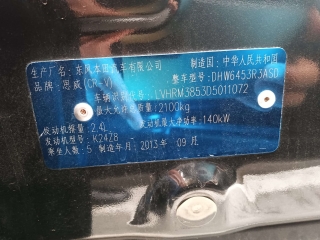 生产厂名:东风本田汽车有限公司 制造国:中华人民共和国
品牌:思威(CR-V) 整车型号:DHW6453R3ASD
车辆识别代号:LVHRM3853D5011072
最大允许总质量:2100kg
发动机排量:2.4L 发动机最大净功率:140kW
发动机型号:K24Z8
乘坐人数:5 制造年月:2013年 09月